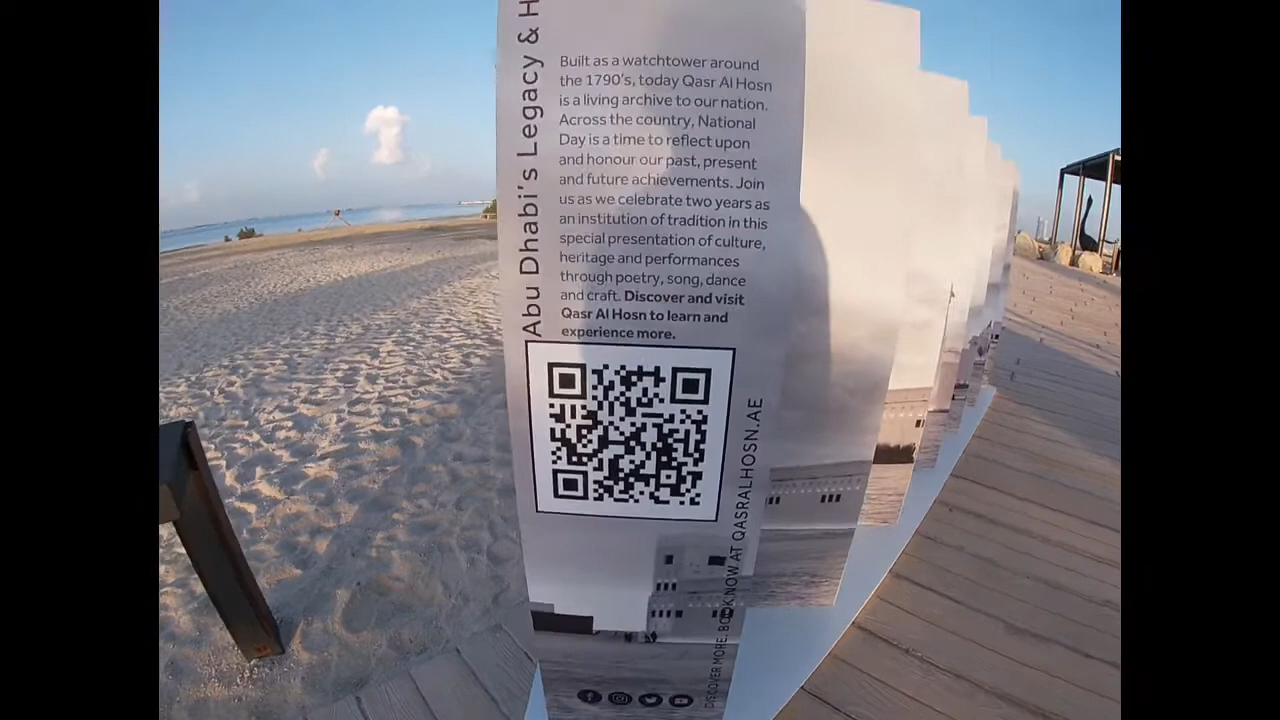 Abu Dhabi's Legacy & H
Built as a watchtower around
the 1790's, today Qasr Al Hosn
is a living archive to our nation.
Across the country, National
Day is a time to reflect upon
and honour our past, present
and future achievements. Join
us as we celebrate two years as
an institution of tradition in this
special presentation of culture,
heritage and performances
through poetry, song, dance
and craft. Discover and visit
Qasr Al Hosn to learn and
experience more.
DISCOVER MORE. BOOK NOW AT QASRALHOSN.AE